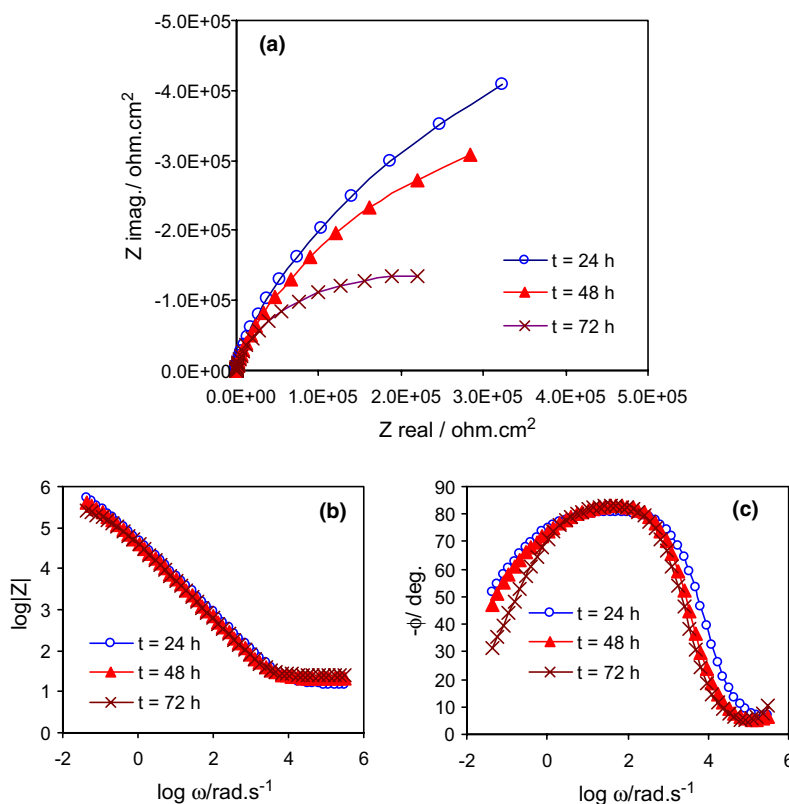 (a)
-5.0E+05
-4.0E+05
-3.0E+05
-2.0E+05
-1.0E+05
0.0E+00
Z imag./ ohm.cm²
0.0E+00 1.0E+05 2.0E+05 3.0E+05 4.0E+05 5.0E+05
Z real / ohm.cm²
t = 24 h
t = 48 h
t = 72 h
(b)
6
5
4
3
2
1
0
log|Z|
-2 0 2 4 6
log ω/rad.s⁻¹
t = 24 h
t = 48 h
t = 72 h
(c)
90
80
70
60
50
40
30
20
10
0
-ϕ/ deg.
-2 0 2 4 6
log ω/rad.s⁻¹
t = 24 h
t = 48 h
t = 72 h